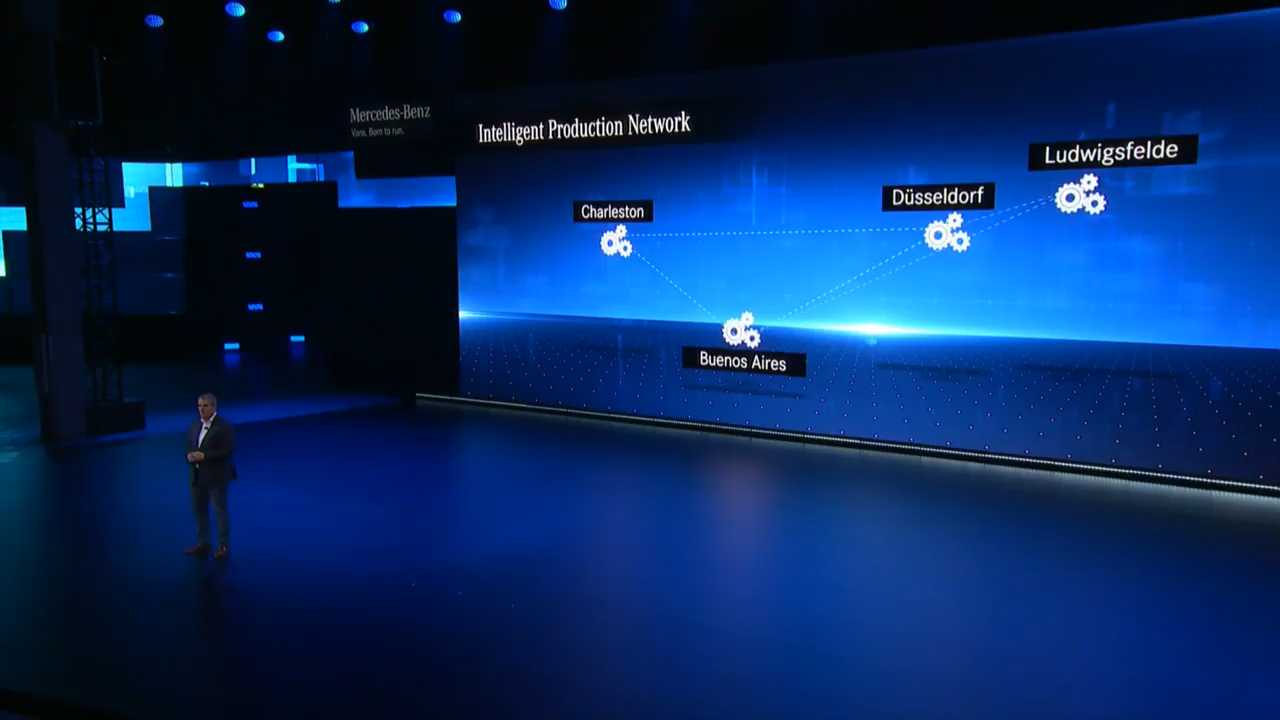 Mercedes-Benz
Vans. Born to run.
Intelligent Production Network
Ludwigsfelde
Düsseldorf
Charleston
Buenos Aires